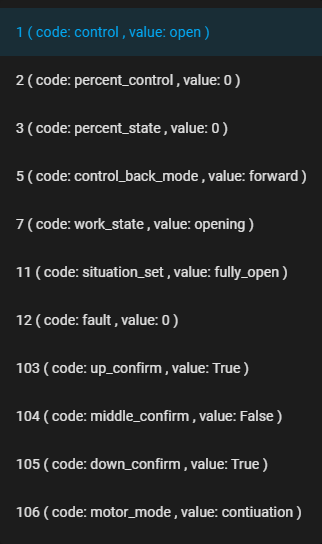 1 ( code: control , value: open )
2 ( code: percent_control , value: 0 )
3 ( code: percent_state , value: 0 )
5 ( code: control_back_mode , value: forward )
7 ( code: work_state , value: opening )
11 ( code: situation_set , value: fully_open )
12 ( code: fault , value: 0 )
103 ( code: up_confirm , value: True )
104 ( code: middle_confirm , value: False )
105 ( code: down_confirm , value: True )
106 ( code: motor_mode , value: contiuation )